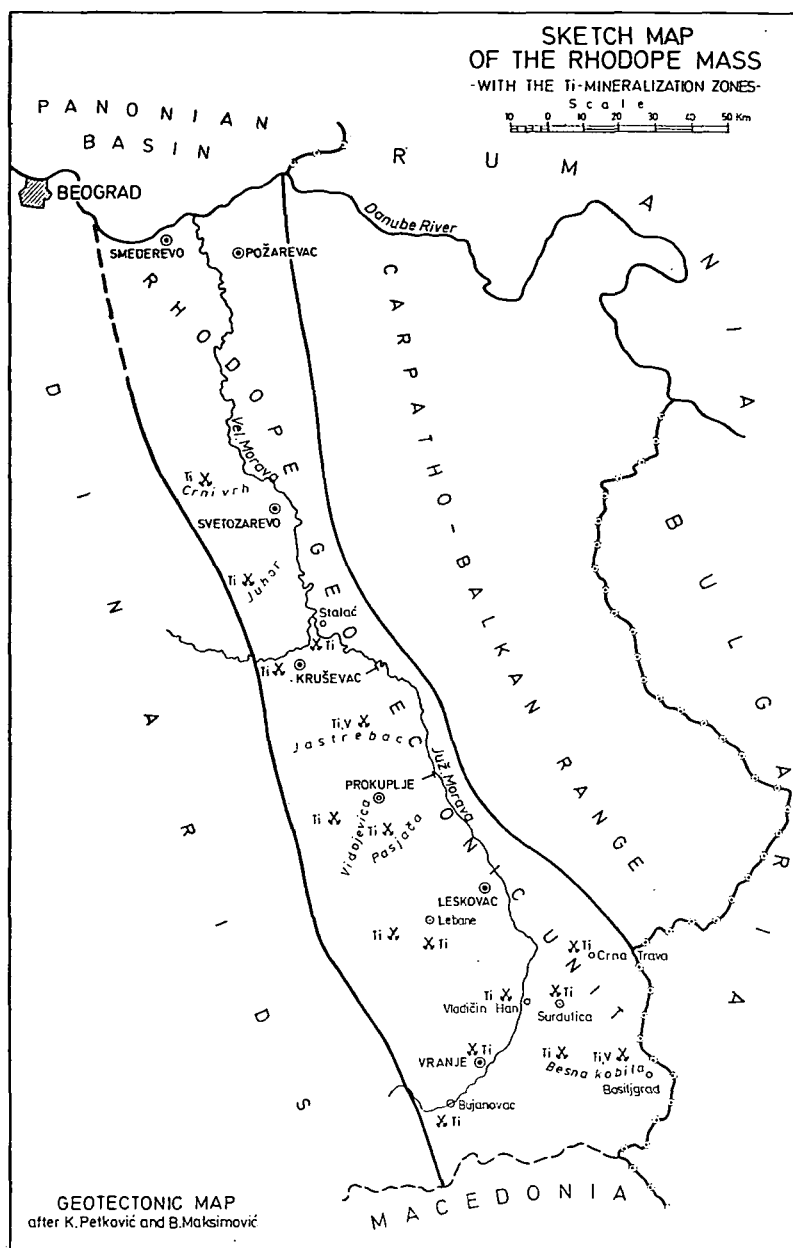 SKETCH MAP
OF THE RHODOPE MASS
-WITH THE Ti-MINERALIZATION ZONES-
Scale
10 0 10 20 30 40 50 Km
PANONIAN
BASIN
RUMANIA
BEOGRAD
Danube River
SMEDEREVO
POŽAREVAC
RHODOPE GEOTECTONIC UNIT
CARPATHO-BALKAN RANGE
DINARIDS
BULGARIA
Vel. Morava
Ti
Crni vrh
SVETOZAREVO
Ti
Juhor
Stalać
Ti
Ti
KRUŠEVAC
Ti,V
Jastrebac
Juž. Morava
PROKUPLJE
Ti
Vidojevica
Ti
Pasjača
LESKOVAC
Lebane
Ti
Ti
Ti
Crna Trava
Ti
Vladičin Han
Ti
Surdulica
Ti
VRANJE
Ti
Ti,V
Besna kobila
Bosiljgrad
Bujanovac
Ti
MACEDONIA
GEOTECTONIC MAP
after K.Petković and B.Maksimović